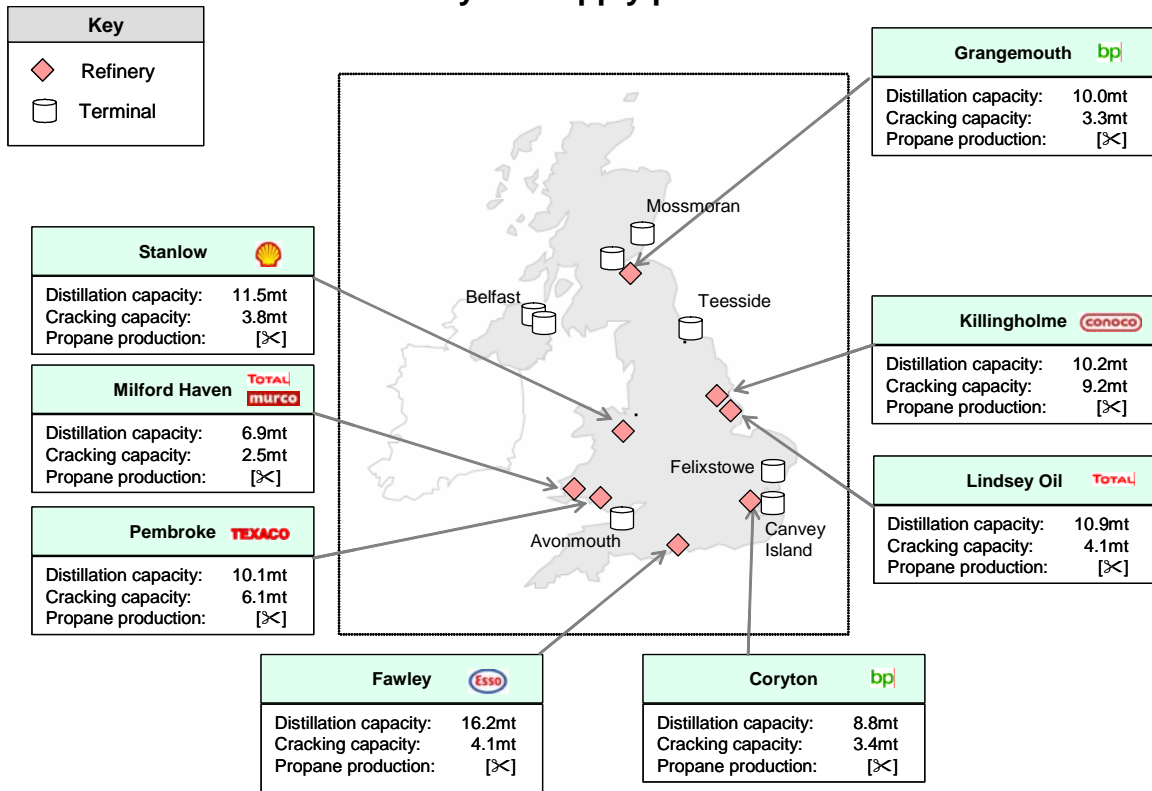 Key
Refinery
Terminal
Grangemouth bp
Distillation capacity: 10.0mt
Cracking capacity: 3.3mt
Propane production: [✂]
Stanlow
Distillation capacity: 11.5mt
Cracking capacity: 3.8mt
Propane production: [✂]
Milford Haven TOTAL murco
Distillation capacity: 6.9mt
Cracking capacity: 2.5mt
Propane production: [✂]
Pembroke TEXACO
Distillation capacity: 10.1mt
Cracking capacity: 6.1mt
Propane production: [✂]
Mossmoran
Belfast
Teesside
Felixstowe
Avonmouth
Canvey
Island
Killingholme conoco
Distillation capacity: 10.2mt
Cracking capacity: 9.2mt
Propane production: [✂]
Lindsey Oil TOTAL
Distillation capacity: 10.9mt
Cracking capacity: 4.1mt
Propane production: [✂]
Fawley Esso
Distillation capacity: 16.2mt
Cracking capacity: 4.1mt
Propane production: [✂]
Coryton bp
Distillation capacity: 8.8mt
Cracking capacity: 3.4mt
Propane production: [✂]